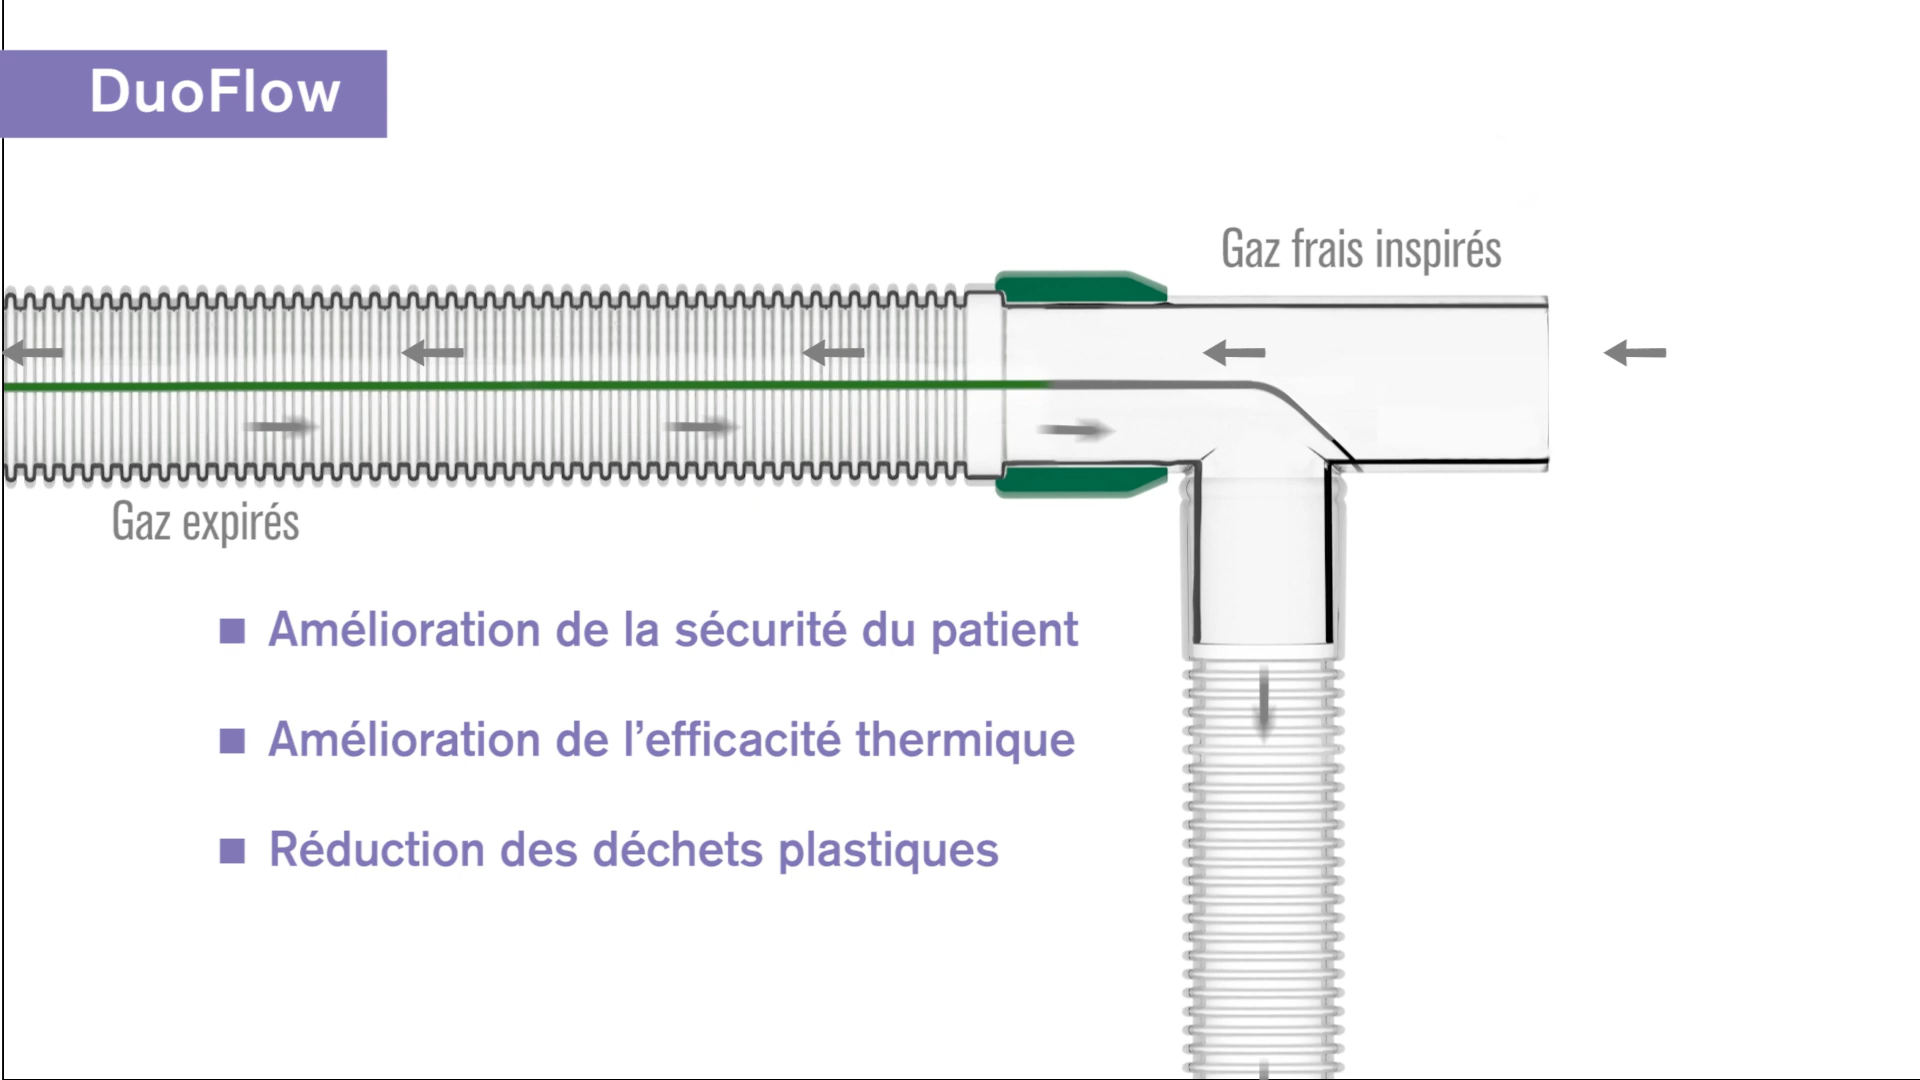 DuoFlow
Gaz frais inspirés
Gaz expirés
Amélioration de la sécurité du patient
Amélioration de l’efficacité thermique
Réduction des déchets plastiques